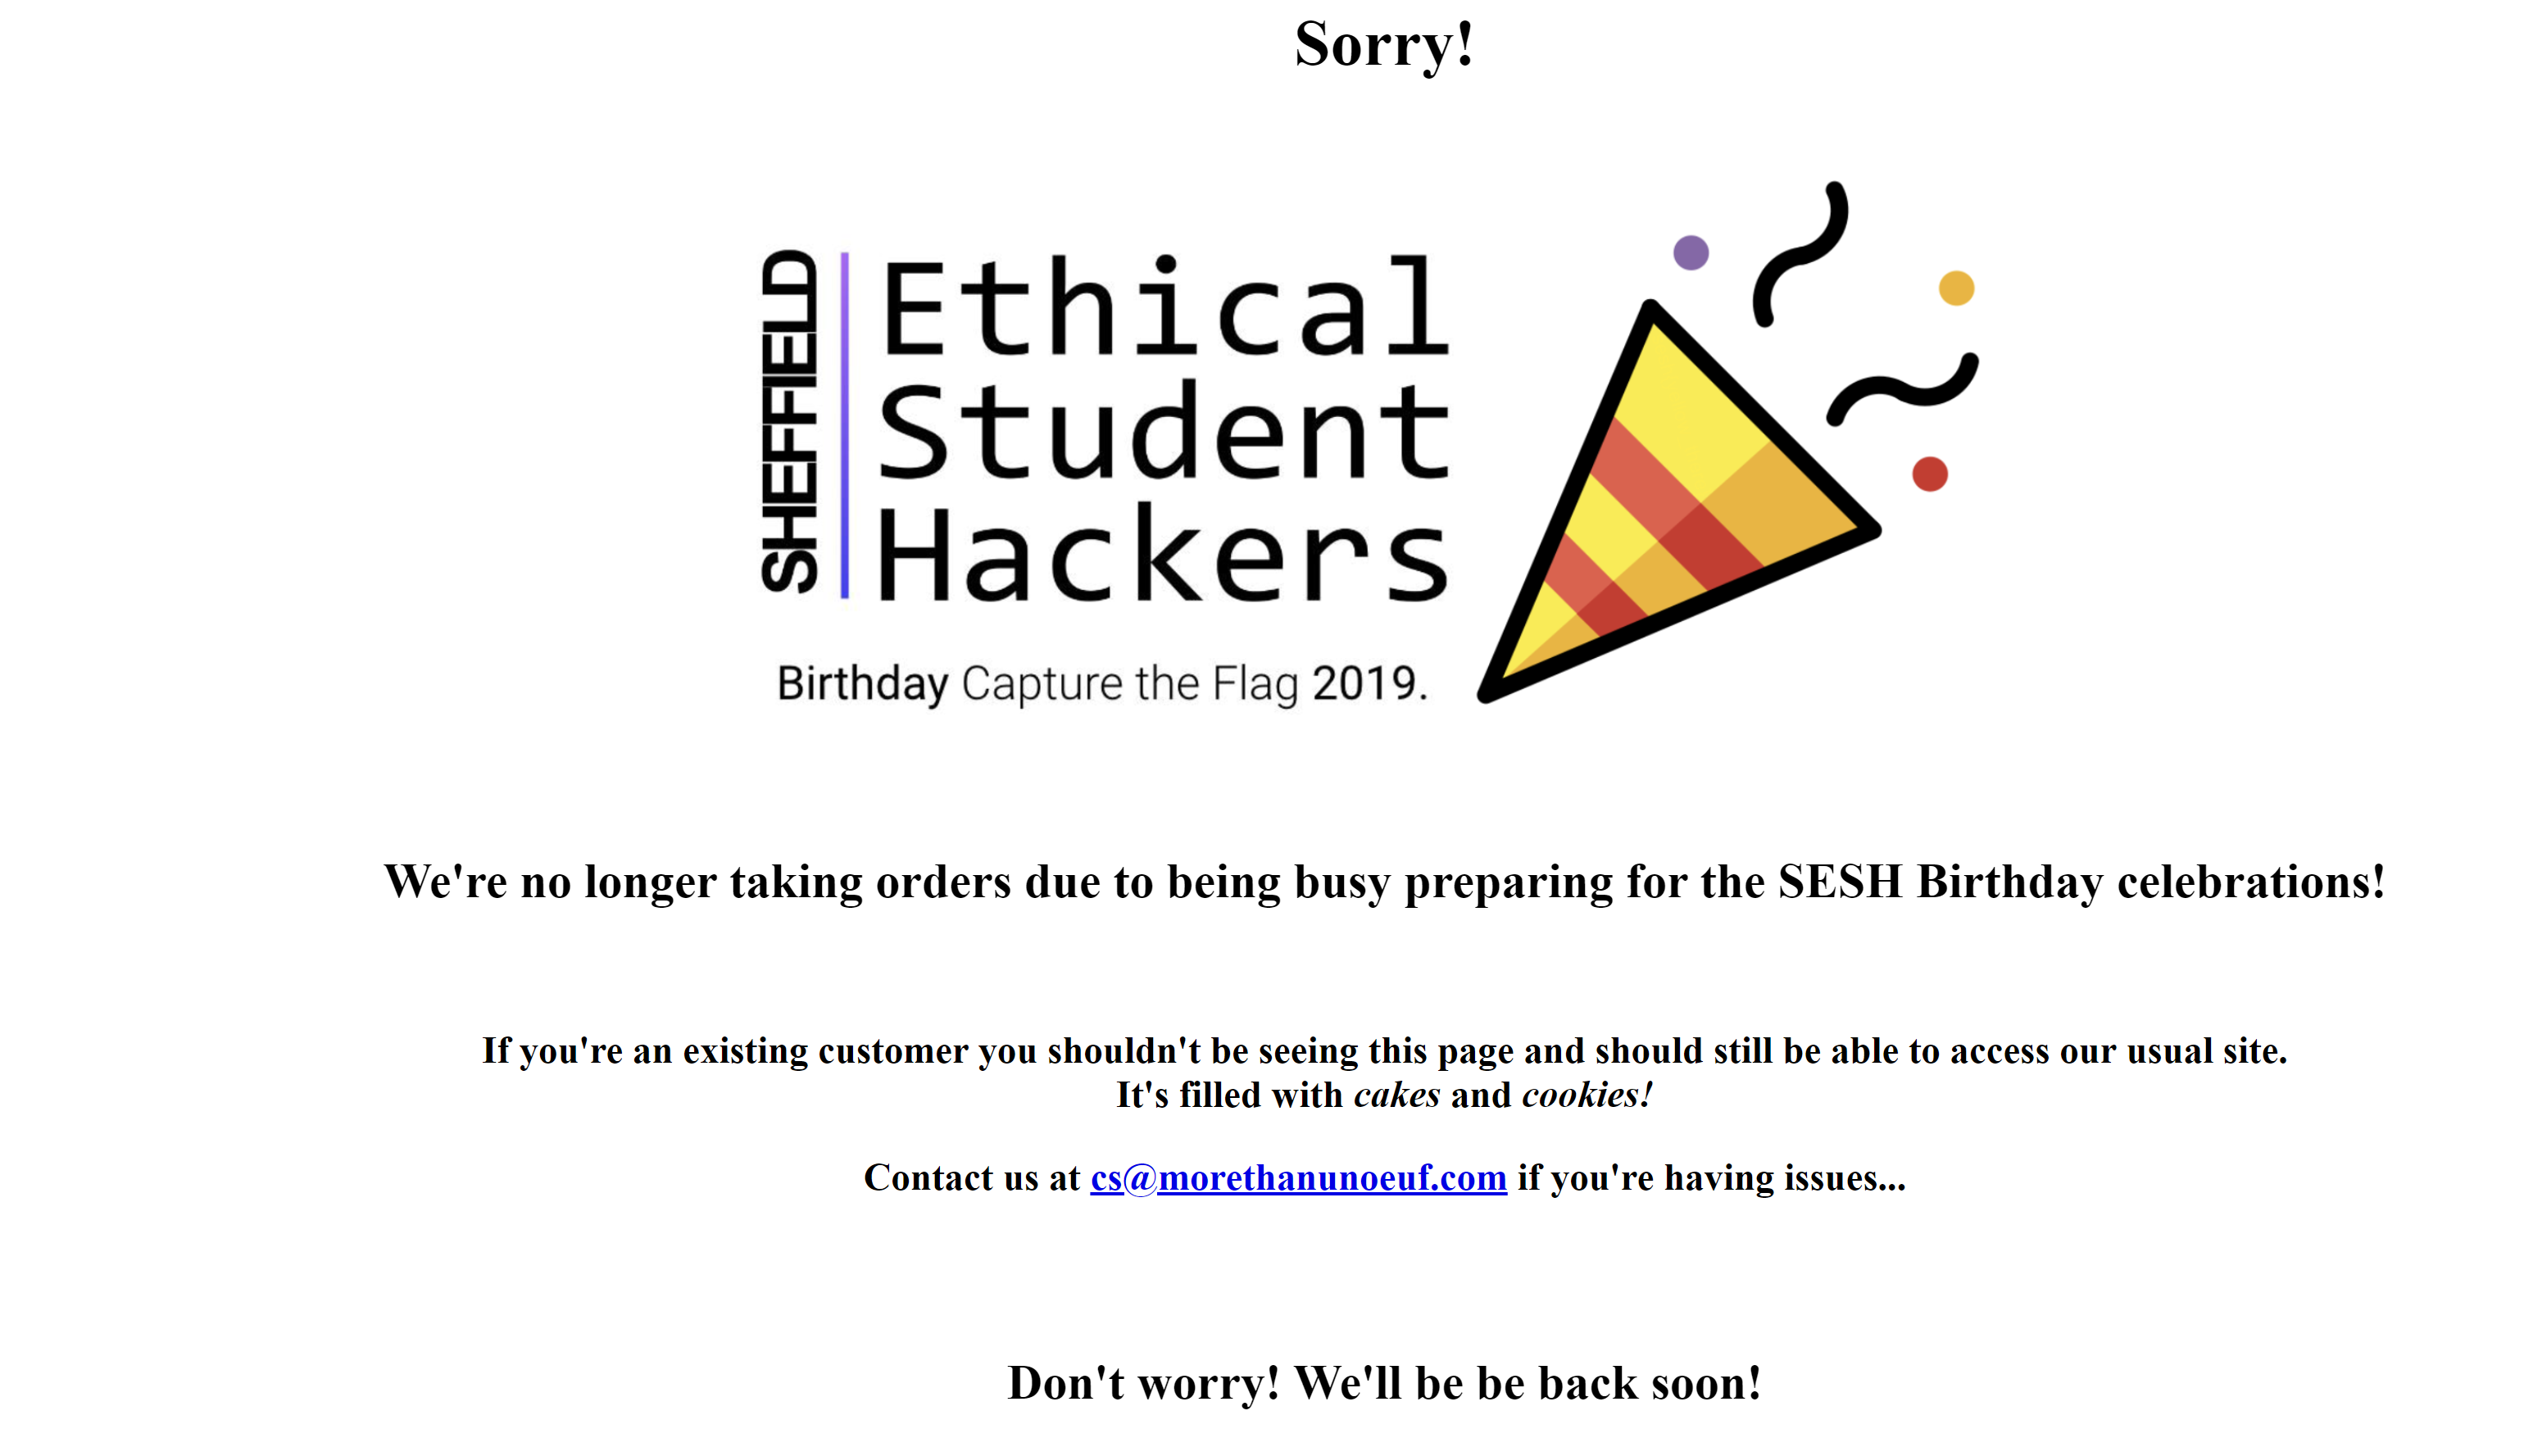 Sorry!
SHEFFIELD
Ethical
Student
Hackers
Birthday Capture the Flag 2019.
We're no longer taking orders due to being busy preparing for the SESH Birthday celebrations!
If you're an existing customer you shouldn't be seeing this page and should still be able to access our usual site.
It's filled with cakes and cookies!
Contact us at cs@morethanunoeuf.com if you're having issues...
Don't worry! We'll be be back soon!